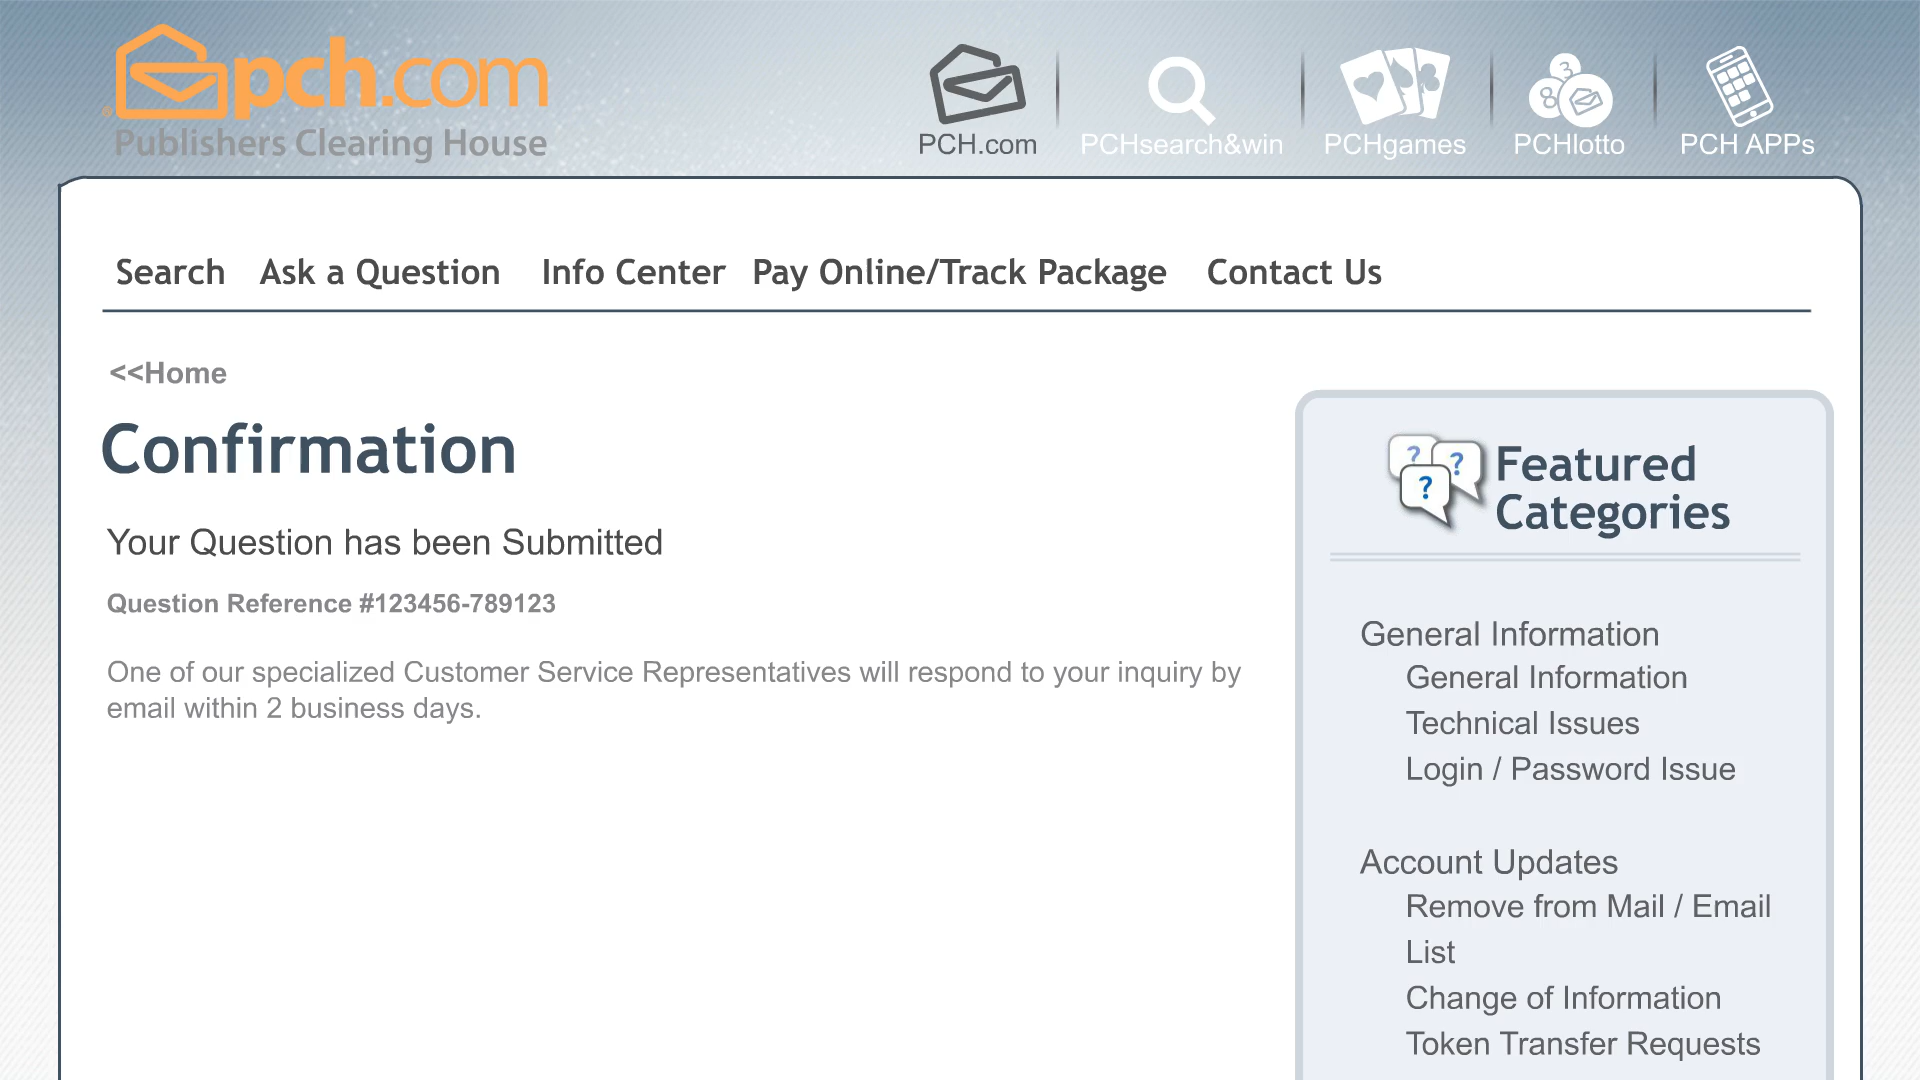 pch.com
Publishers Clearing House
PCH.com
PCHsearch&win
PCHgames
3
8
PCHlotto
PCH APPs
Search Ask a Question Info Center Pay Online/Track Package Contact Us
<<Home
Confirmation
Your Question has been Submitted
Question Reference #123456-789123
One of our specialized Customer Service Representatives will respond to your inquiry by
email within 2 business days.
? ? ?
Featured
Categories
General Information
General Information
Technical Issues
Login / Password Issue
Account Updates
Remove from Mail / Email
List
Change of Information
Token Transfer Requests